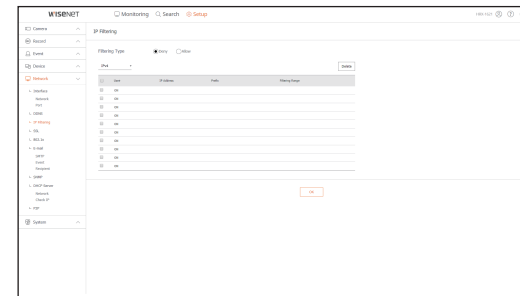 WISENET
Monitoring Search Setup
Camera
IP Filtering
Record
Event
Filtering Type Deny Allow
Device
IPv4 Delete
Network
IP Address Prefix Filtering Range
Interface
Network
Port
DDNS
IP Filtering
SSL
802.1x
E-mail
SMTP
Event
Recipient
SNMP
DHCP Server
Network
Check IP
OK
P2P
System